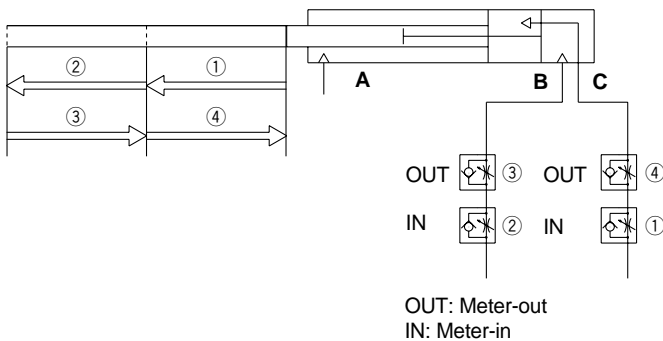 ② ①
A B C
③ ④
OUT ③ OUT ④
IN ② IN ①
OUT: Meter-out
IN: Meter-in